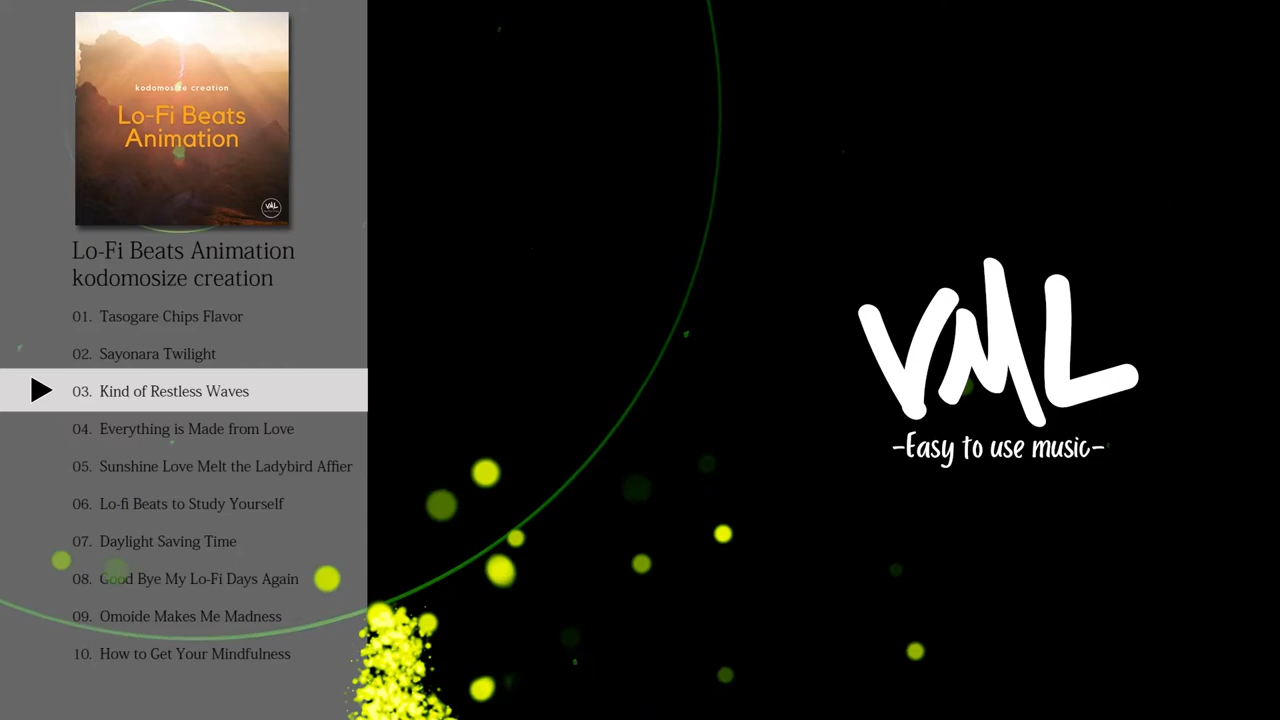 kodomosize creation
Lo-Fi Beats
Animation
VML
Lo-Fi Beats Animation
kodomosize creation
01. Tasogare Chips Flavor
02. Sayonara Twilight
03. Kind of Restless Waves
04. Everything is Made from Love
05. Sunshine Love Melt the Ladybird Affier
06. Lo-fi Beats to Study Yourself
07. Daylight Saving Time
08. Good Bye My Lo-Fi Days Again
09. Omoide Makes Me Madness
10. How to Get Your Mindfulness
VML
-Easy to use music-